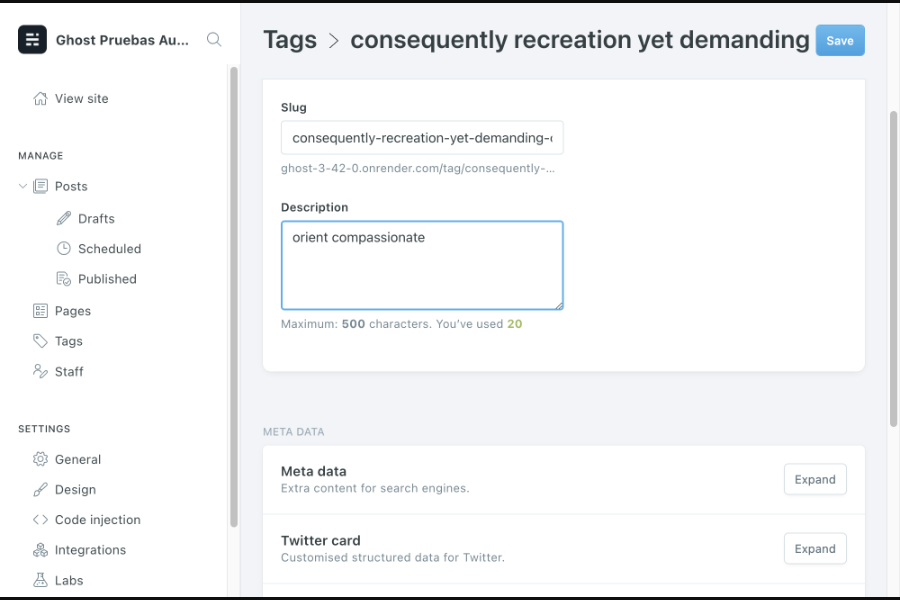 Ghost Pruebas Au...
View site
MANAGE
Posts
Drafts
Scheduled
Published
Pages
Tags
Staff
SETTINGS
General
Design
Code injection
Integrations
Labs
Tags > consequently recreation yet demanding
Save
Slug
consequently-recreation-yet-demanding-
ghost-3-42-0.onrender.com/tag/consequently-...
Description
orient compassionate
Maximum: 500 characters. You've used 20
META DATA
Meta data
Extra content for search engines.
Expand
Twitter card
Customised structured data for Twitter.
Expand